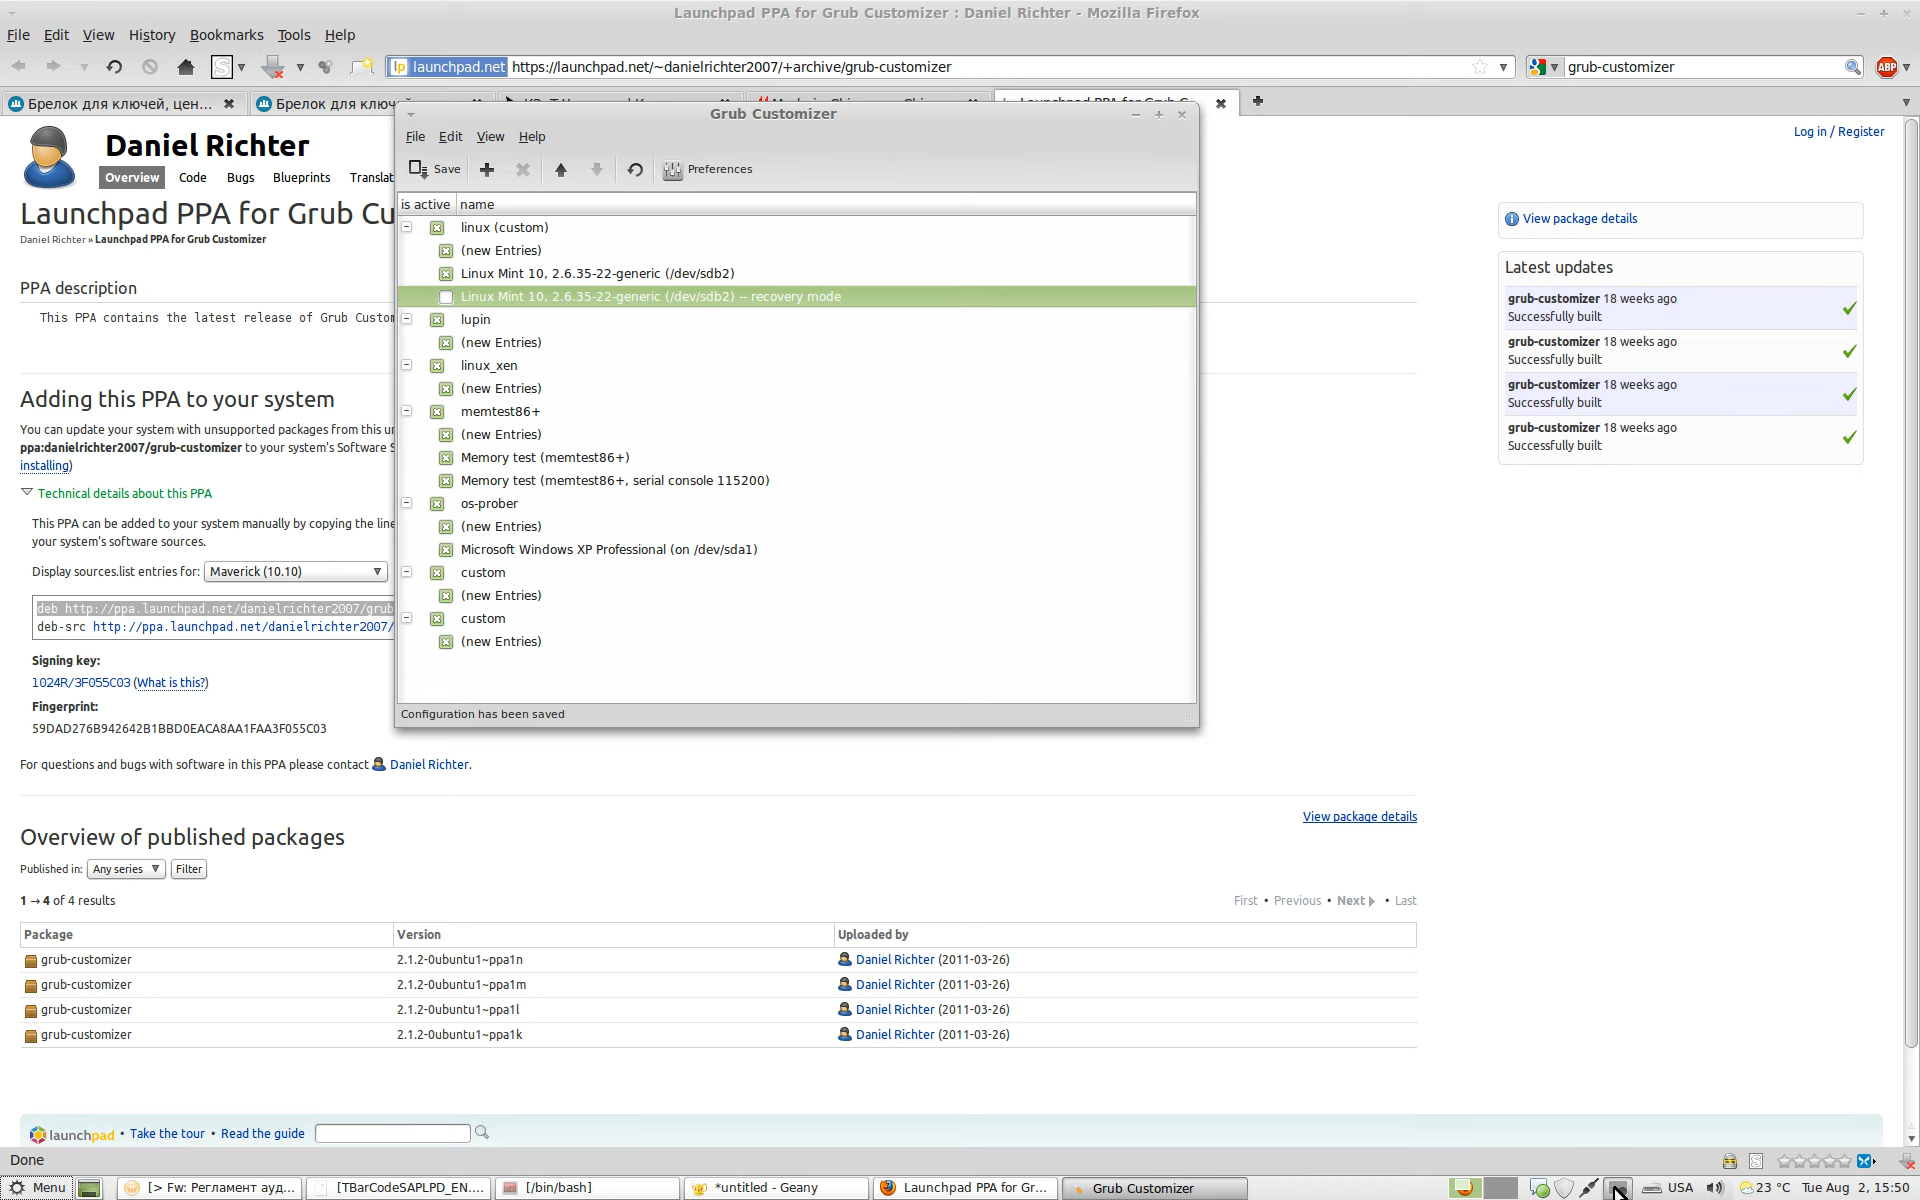 Launchpad PPA for Grub Customizer : Daniel Richter - Mozilla Firefox
File Edit View History Bookmarks Tools Help
lp launchpad.net https://launchpad.net/~danielrichter2007/+archive/grub-customizer
grub-customizer
ABP
Брелок для ключей, цен...
Брелок для клю
Daniel Richter
Log in / Register
Overview Code Bugs Blueprints Translat
Launchpad PPA for Grub Cu
Daniel Richter » Launchpad PPA for Grub Customizer
PPA description
This PPA contains the latest release of Grub Custom
Adding this PPA to your system
You can update your system with unsupported packages from this un
ppa:danielrichter2007/grub-customizer to your system's Software S
installing)
Technical details about this PPA
This PPA can be added to your system manually by copying the line
your system's software sources.
Display sources.list entries for: Maverick (10.10)
deb http://ppa.launchpad.net/danielrichter2007/grub
deb-src http://ppa.launchpad.net/danielrichter2007/
Signing key:
1024R/3F055C03 (What is this?)
Fingerprint:
59DAD276B942642B1BBD0EACA8AA1FAA3F055C03
For questions and bugs with software in this PPA please contact Daniel Richter.
Grub Customizer
File Edit View Help
Save Preferences
is active name
linux (custom)
(new Entries)
Linux Mint 10, 2.6.35-22-generic (/dev/sdb2)
Linux Mint 10, 2.6.35-22-generic (/dev/sdb2) -- recovery mode
lupin
(new Entries)
linux_xen
(new Entries)
memtest86+
(new Entries)
Memory test (memtest86+)
Memory test (memtest86+, serial console 115200)
os-prober
(new Entries)
Microsoft Windows XP Professional (on /dev/sda1)
custom
(new Entries)
custom
(new Entries)
Configuration has been saved
View package details
Latest updates
grub-customizer 18 weeks ago
Successfully built
grub-customizer 18 weeks ago
Successfully built
grub-customizer 18 weeks ago
Successfully built
grub-customizer 18 weeks ago
Successfully built
View package details
Overview of published packages
Published in: Any series Filter
1 → 4 of 4 results
First • Previous • Next • Last
Package Version Uploaded by
grub-customizer 2.1.2-0ubuntu1~ppa1n Daniel Richter (2011-03-26)
grub-customizer 2.1.2-0ubuntu1~ppa1m Daniel Richter (2011-03-26)
grub-customizer 2.1.2-0ubuntu1~ppa1l Daniel Richter (2011-03-26)
grub-customizer 2.1.2-0ubuntu1~ppa1k Daniel Richter (2011-03-26)
launchpad • Take the tour • Read the guide
Done
Menu [> Fw: Регламент ауд... [TBarCodeSAPLPD_EN.... [/bin/bash] *untitled - Geany Launchpad PPA for Gr... Grub Customizer USA 23 °C Tue Aug 2, 15:50